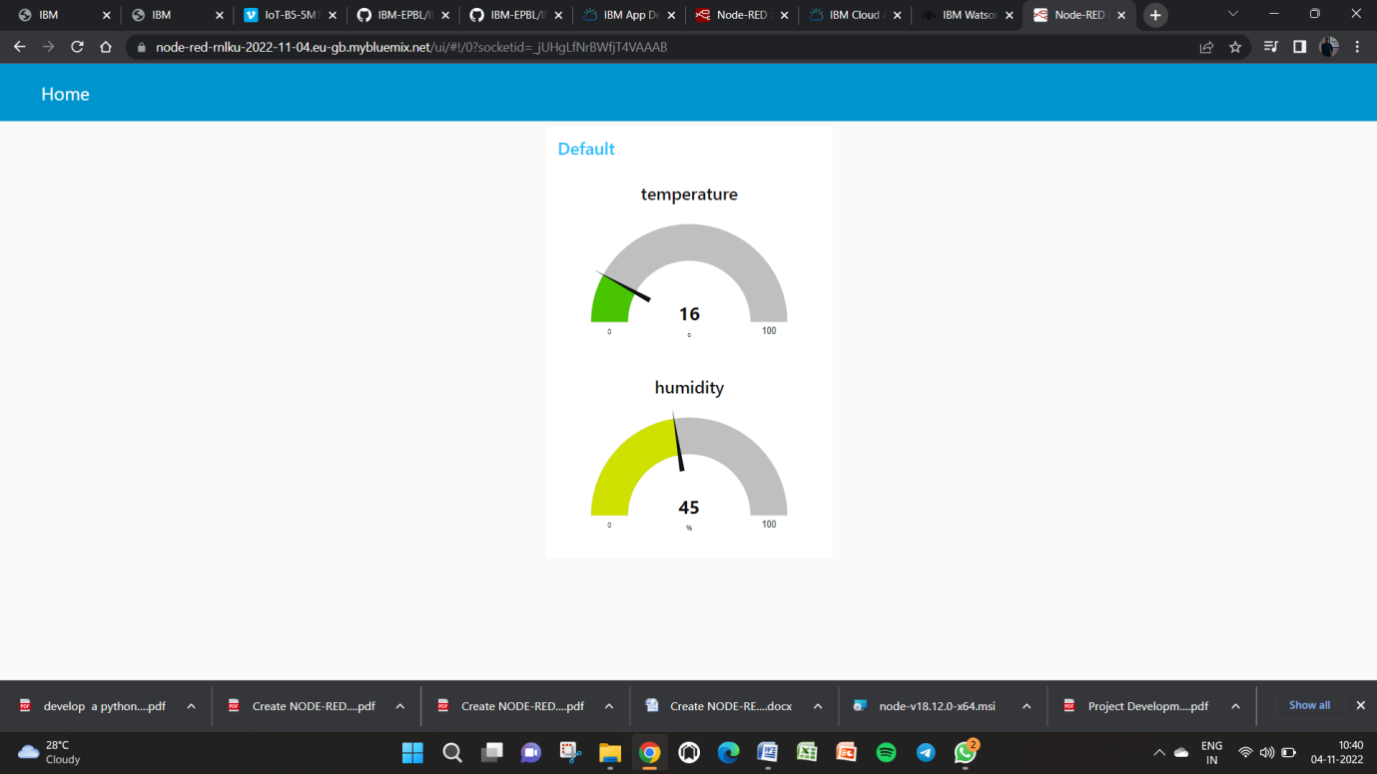 IBM
IBM
IoT-BS-5M1
IBM-EPBL/I
IBM-EPBL/I
IBM App De
Node-RED :
IBM Cloud /
IBM Watso
Node-RED
node-red-rnlku-2022-11-04.eu-gb.mybluemix.net/ui/#!/0?socketid=_jUHgLfNrBWfjT4VAAAB
Home
Default
temperature
16
0
c
100
humidity
45
0
%
100
develop a python....pdf
Create NODE-RED....pdf
Create NODE-RED....pdf
Create NODE-RE....docx
node-v18.12.0-x64.msi
Project Developm....pdf
Show all
28°C
Cloudy
2
ENG
IN
10:40
04-11-2022